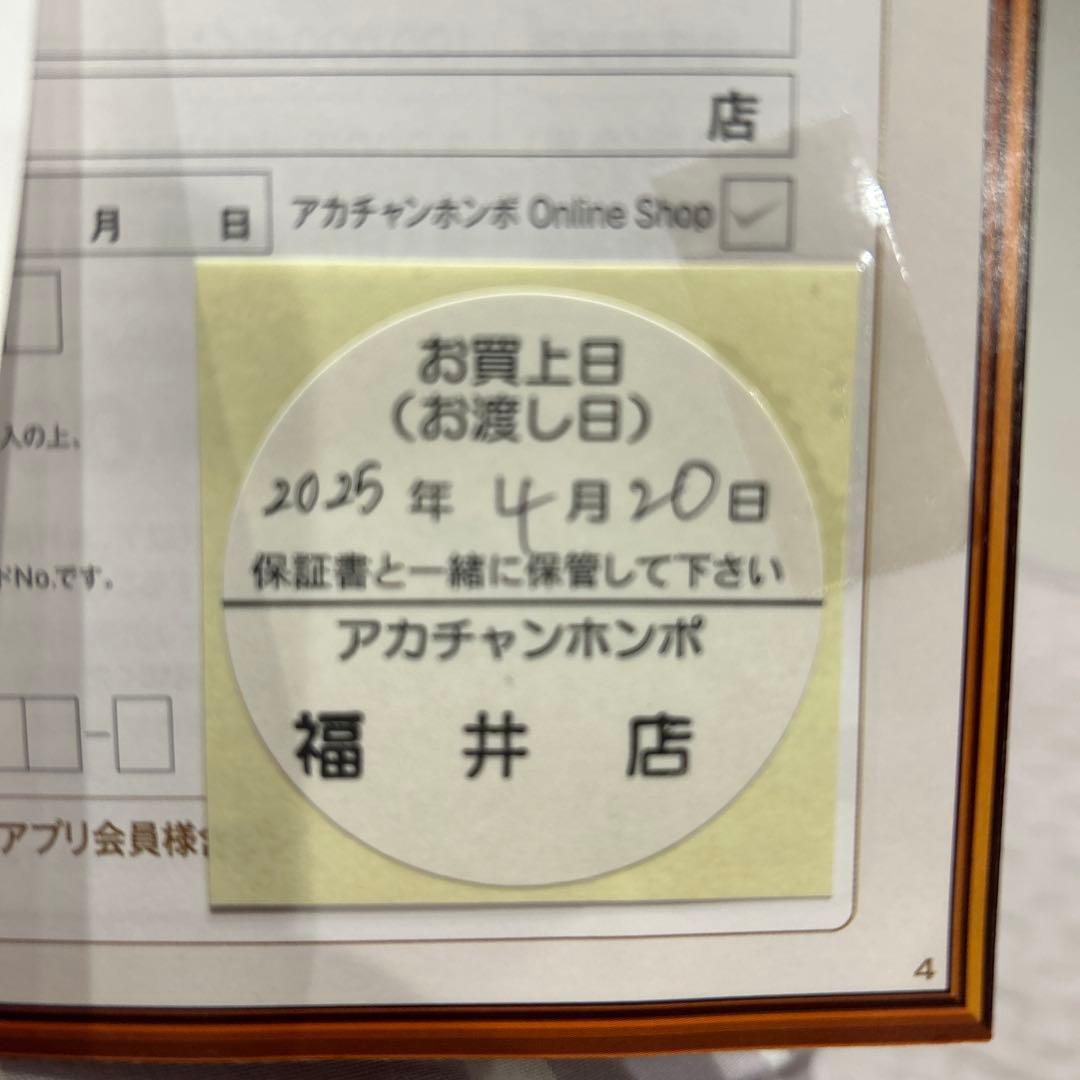 店
月 日 アカチャンホンポ Online Shop
お買上日
(お渡し日)
入の上、
2025 年 4 月 20 日
保証書と一緒に保管して下さい
ドNo.です。
アカチャンホンポ
福井店
アプリ会員様
4